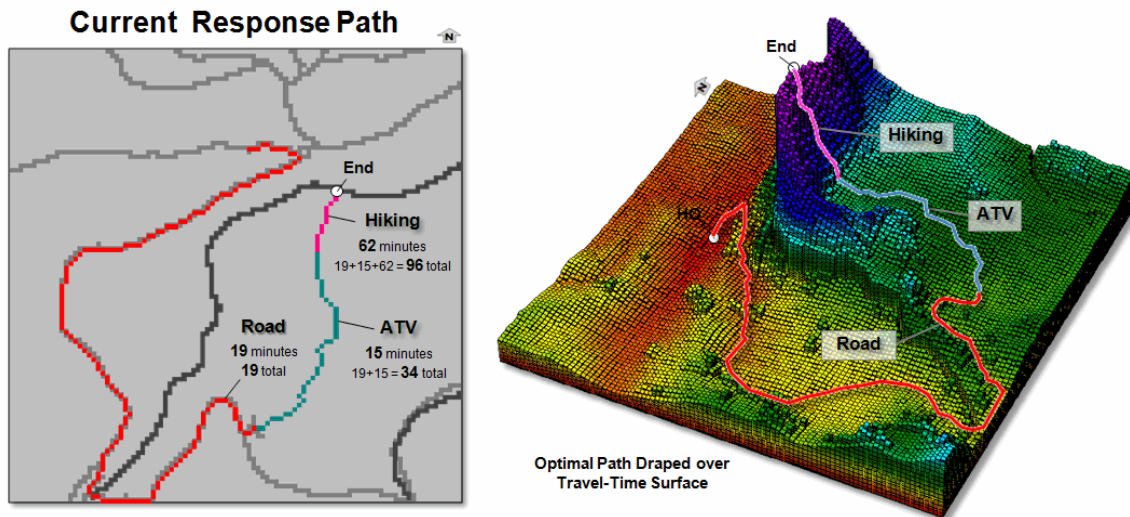 Current Response Path
N
End
Hiking
62 minutes
19+15+62 = 96 total
Road
19 minutes
19 total
ATV
15 minutes
19+15 = 34 total
End
N
Hiking
HQ
ATV
Road
Optimal Path Draped over
Travel-Time Surface